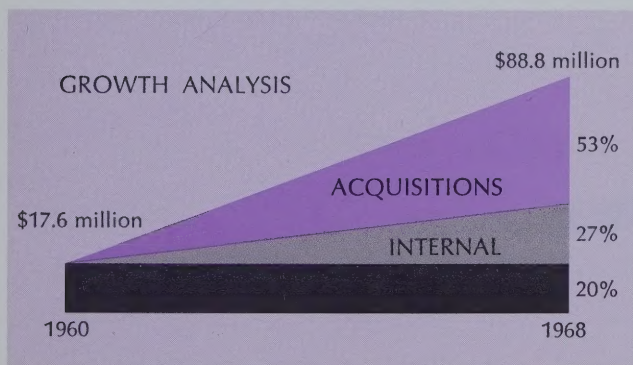 $88.8 million
GROWTH ANALYSIS
53%
ACQUISITIONS
$17.6 million
27%
INTERNAL
20%
1960 1968